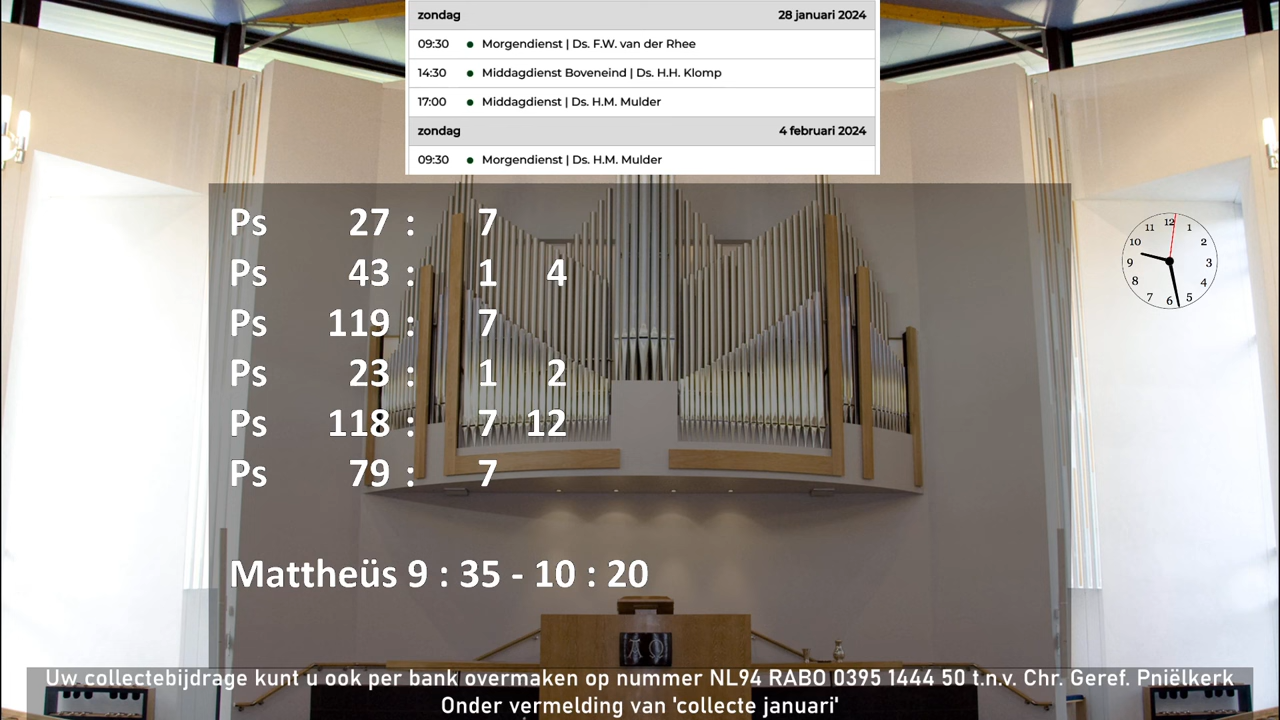 zondag 28 januari 2024
09:30 • Morgendienst | Ds. F.W. van der Rhee
14:30 • Middagdienst Boveneind | Ds. H.H. Klomp
17:00 • Middagdienst | Ds. H.M. Mulder
zondag 4 februari 2024
09:30 • Morgendienst | Ds. H.M. Mulder
Ps 27 : 7
Ps 43 : 1 4
Ps 119 : 7
Ps 23 : 1 2
Ps 118 : 7 12
Ps 79 : 7
12 1 2 3 4 5 6 7 8 9 10 11
Mattheüs 9 : 35 - 10 : 20
Α Ω
Uw collectebijdrage kunt u ook per bank overmaken op nummer NL94 RABO 0395 1444 50 t.n.v. Chr. Geref. Pniëlkerk
Onder vermelding van 'collecte januari'